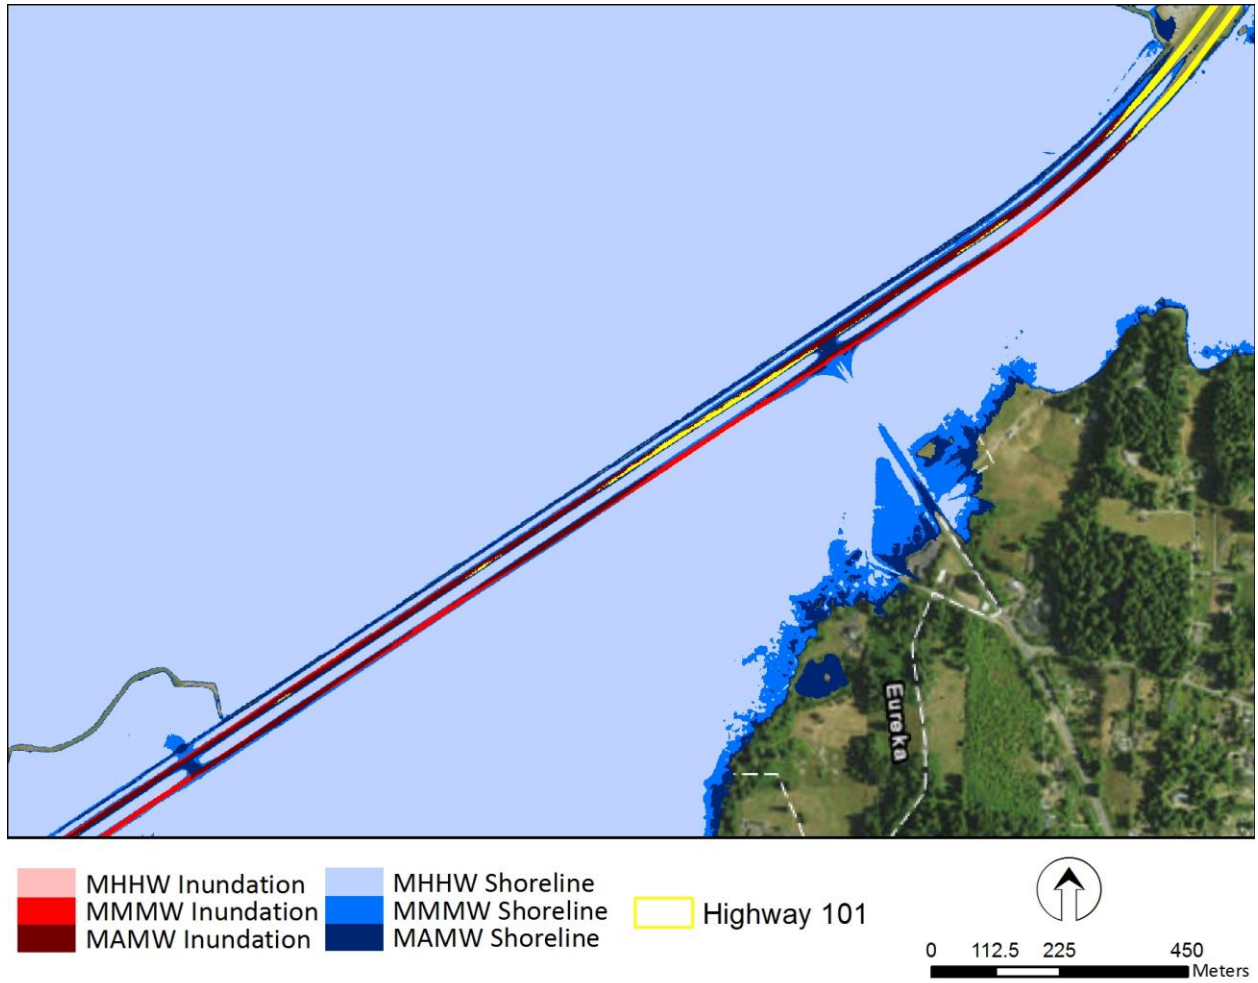 Eureka
MHHW Inundation
MMMW Inundation
MAMW Inundation
MHHW Shoreline
MMMW Shoreline
MAMW Shoreline
Highway 101
0 112.5 225 450
Meters